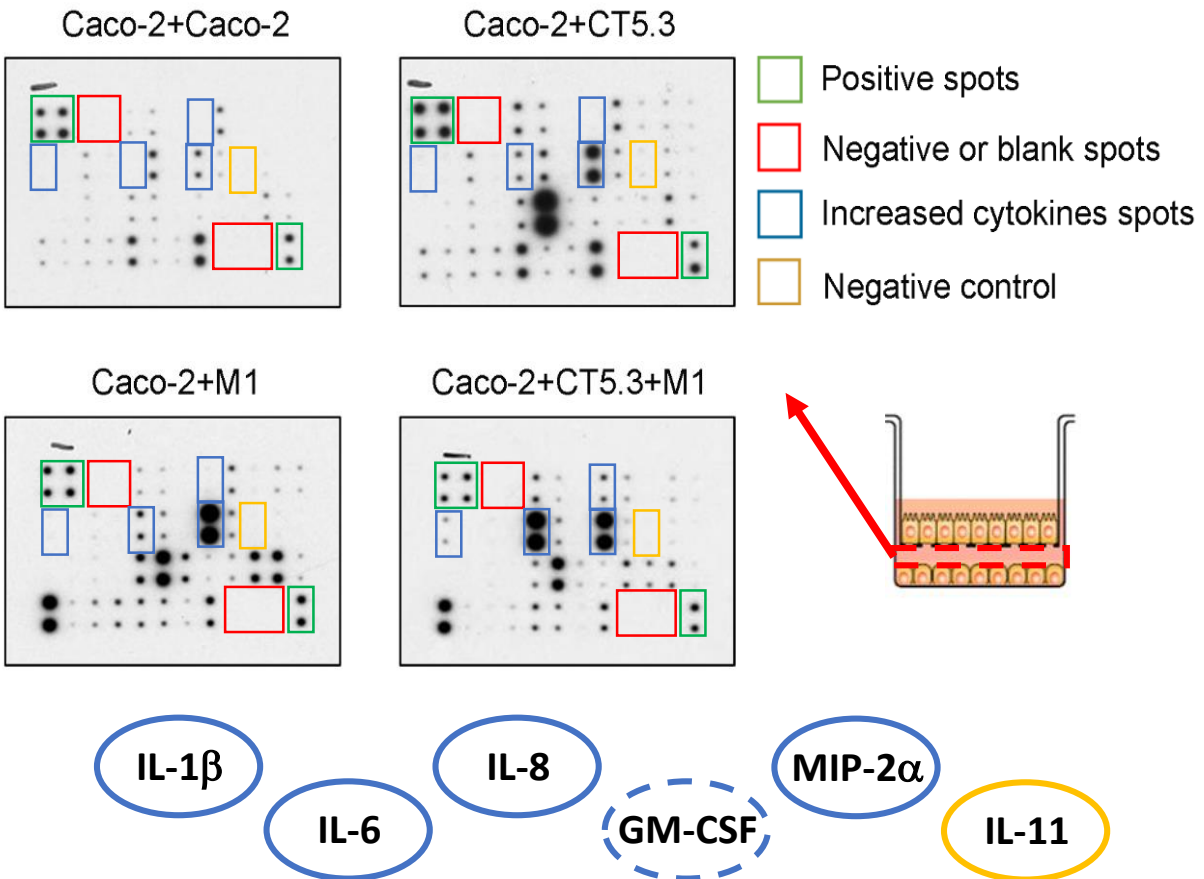 Caco-2+Caco-2
Caco-2+CT5.3
Positive spots
Negative or blank spots
Increased cytokines spots
Negative control
Caco-2+M1
Caco-2+CT5.3+M1
IL-1β
IL-8
MIP-2α
IL-6
GM-CSF
IL-11